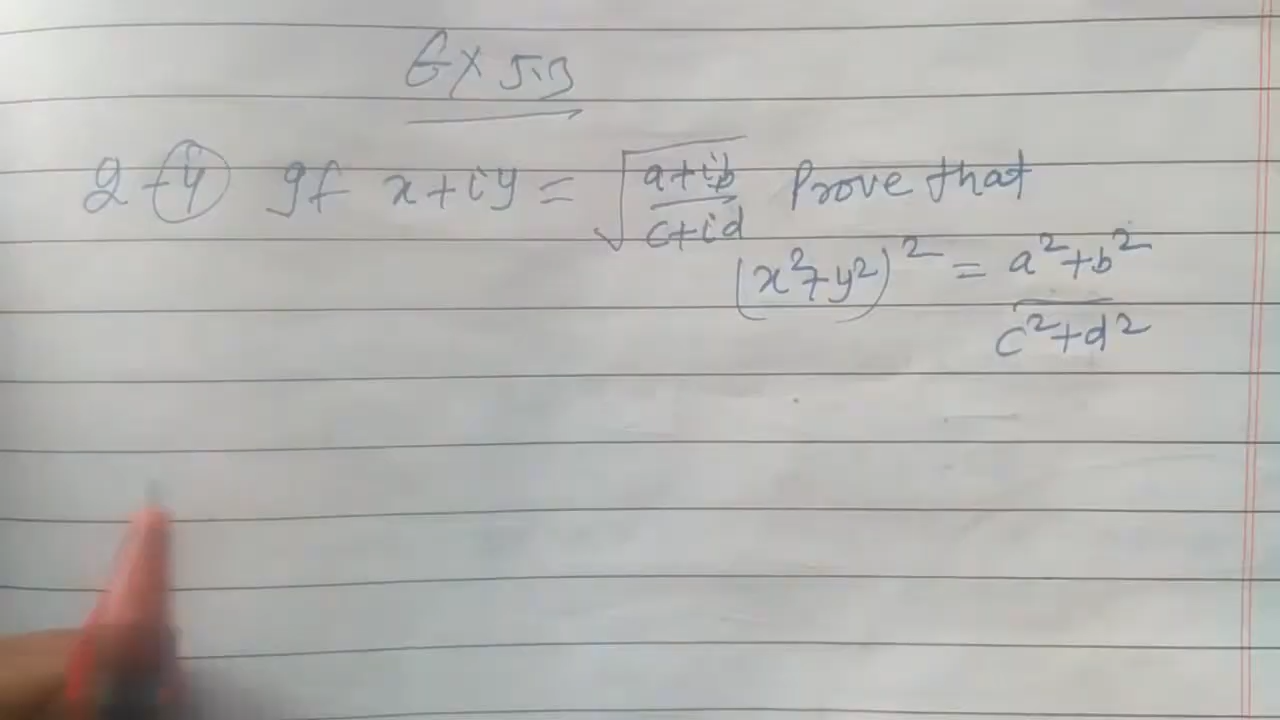 Ex 5.3
Q-4 If x+iy = √(a+ib / c+id) Prove that
(x²+y²)² = a²+b² / c²+d²